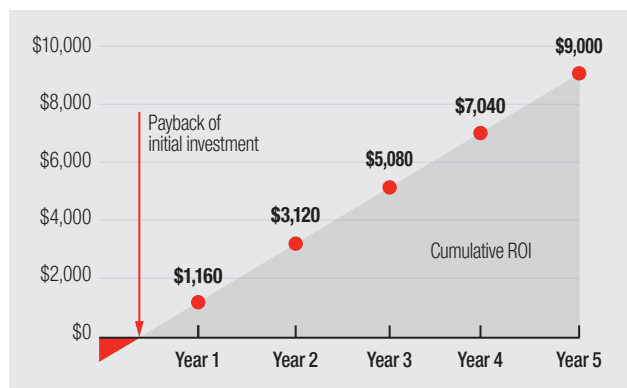 $10,000
$9,000
$8,000
$7,040
Payback of
initial investment
$6,000
$5,080
$4,000
$3,120
Cumulative ROI
$2,000
$1,160
$0
Year 1 Year 2 Year 3 Year 4 Year 5